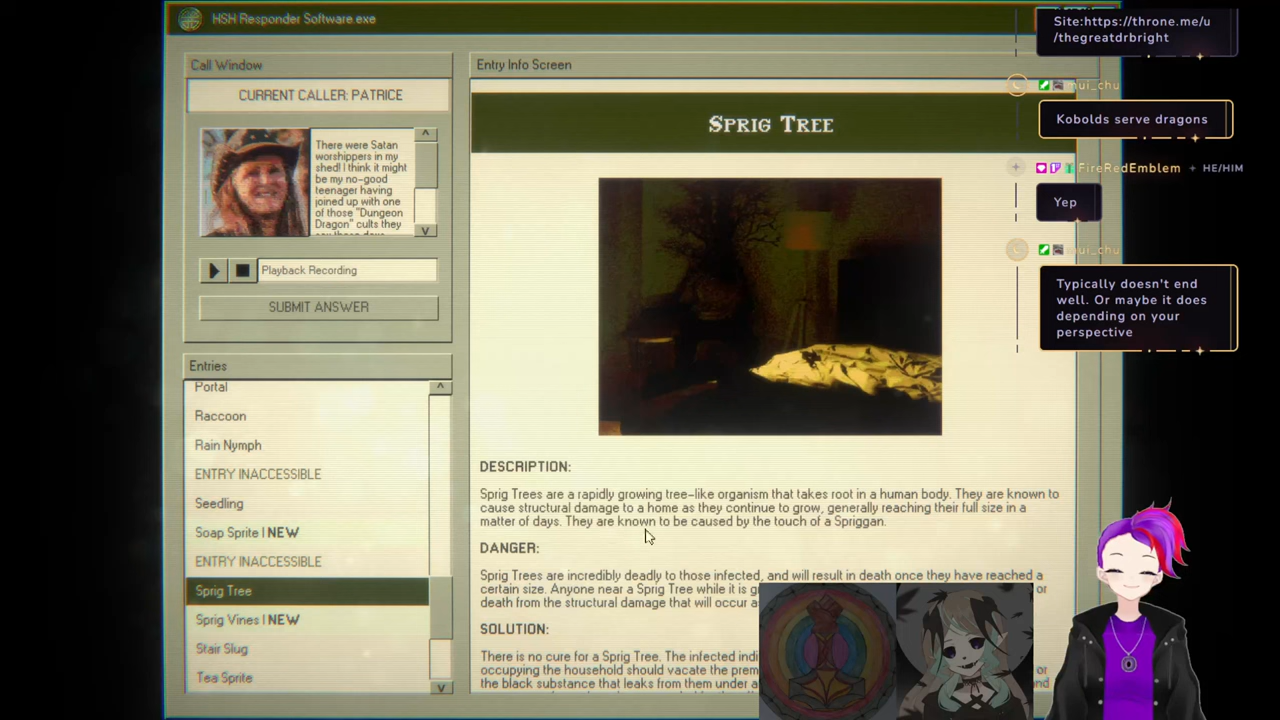 HSH Responder Software.exe
Call Window
CURRENT CALLER: PATRICE
There were Satan
worshippers in my
shed! I think it might
be my no-good
teenager having
joined up with one
of those "Dungeon
Dragon" cults they
Playback Recording
SUBMIT ANSWER
Entries
Portal
Raccoon
Rain Nymph
ENTRY INACCESSIBLE
Seedling
Soap Sprite | NEW
ENTRY INACCESSIBLE
Sprig Tree
Sprig Vines | NEW
Stair Slug
Tea Sprite
Entry Info Screen
SPRIG TREE
DESCRIPTION:
Sprig Trees are a rapidly growing tree-like organism that takes root in a human body. They are known to
cause structural damage to a home as they continue to grow, generally reaching their full size in a
matter of days. They are known to be caused by the touch of a Spriggan.
DANGER:
Sprig Trees are incredibly deadly to those infected, and will result in death once they have reached a
certain size. Anyone near a Sprig Tree while it is or
death from the structural damage that will occur
SOLUTION:
There is no cure for a Sprig Tree. The infected or
occupying the household should vacate the and
the black substance that leaks from them under
Site:https://throne.me/u
/thegreatdrbright
Kobolds serve dragons
FireRedEmblem + HE/HIM
Yep
Typically doesn't end
well. Or maybe it does
depending on your
perspective